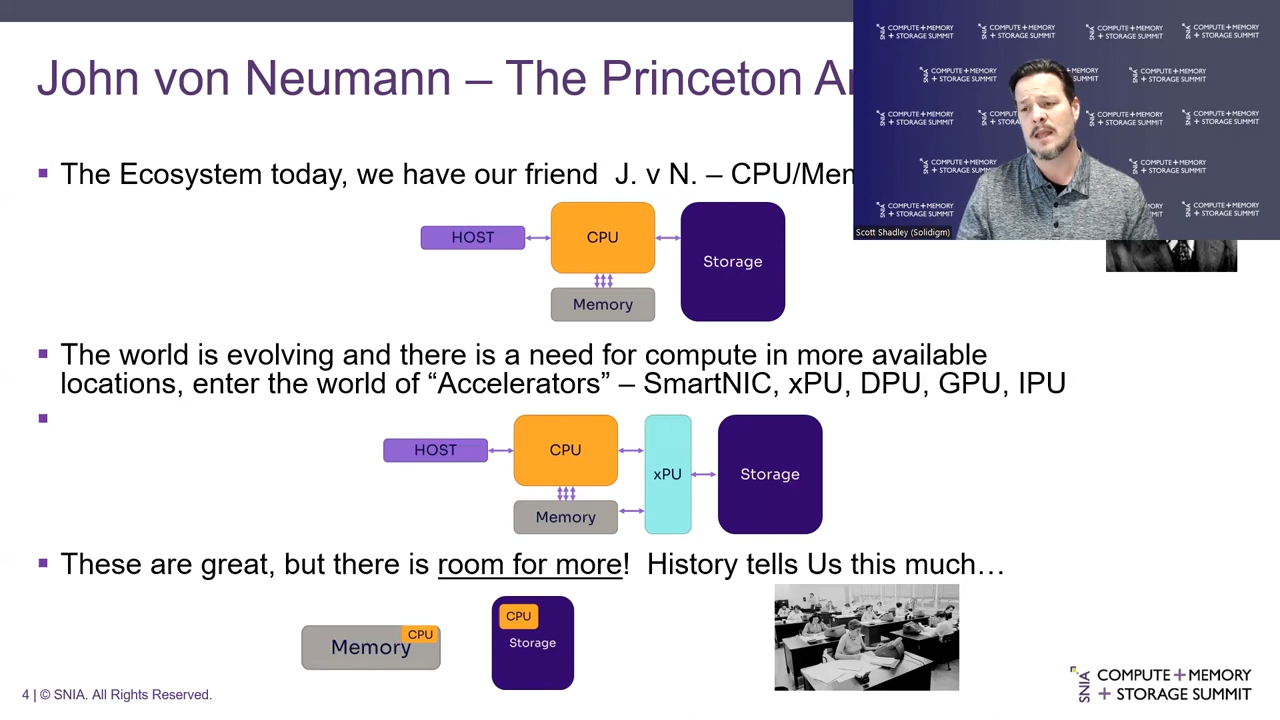 John von Neumann – The Princeton
▪ The Ecosystem today, we have our friend J. v N. – CPU/Mem
HOST
CPU
Storage
Memory
▪ The world is evolving and there is a need for compute in more available
locations, enter the world of “Accelerators” – SmartNIC, xPU, DPU, GPU, IPU
▪
HOST
CPU
xPU
Storage
Memory
▪ These are great, but there is room for more! History tells Us this much…
Memory
CPU
CPU
Storage
4 | © SNIA. All Rights Reserved.
SNIA COMPUTE + MEMORY
+ STORAGE SUMMIT
SNIA COMPUTE + MEMORY
+ STORAGE SUMMIT
Scott Shadley (Solidigm)